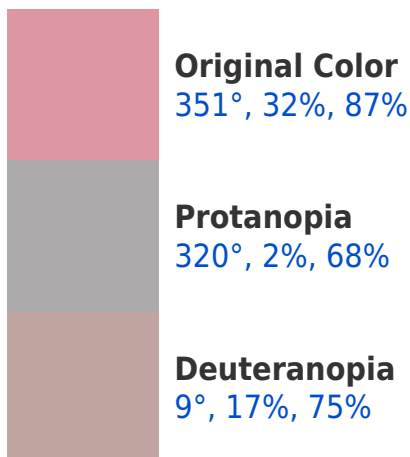 Original Color
351°, 32%, 87%
Protanopia
320°, 2%, 68%
Deuteranopia
9°, 17%, 75%